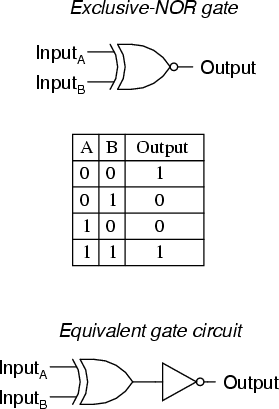 Exclusive-NOR gate
InputA
Output
InputB
A B Output
0 0 1
0 1 0
1 0 0
1 1 1
Equivalent gate circuit
InputA
Output
InputB